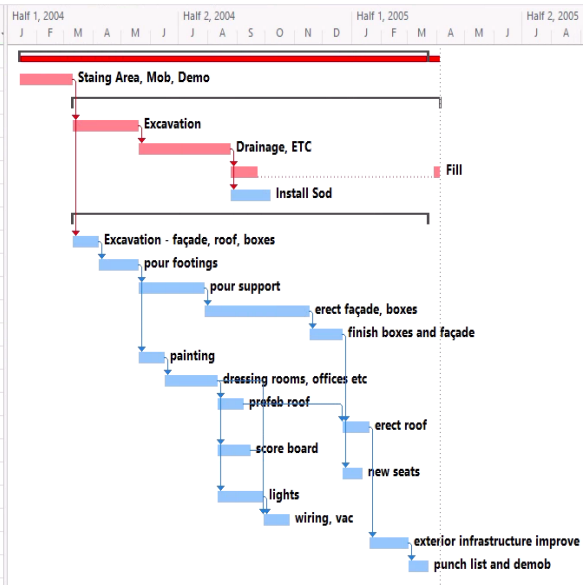 Half 1, 2004 Half 2, 2004 Half 1, 2005 Half 2, 2005
J F M A M J J A S O N D J F M A M J J A
Staing Area, Mob, Demo
Excavation
Drainage, ETC
Fill
Install Sod
Excavation - façade, roof, boxes
pour footings
pour support
erect façade, boxes
finish boxes and façade
painting
dressing rooms, offices etc
prefeb roof
erect roof
score board
new seats
lights
wiring, vac
exterior infrastructure improve
punch list and demob